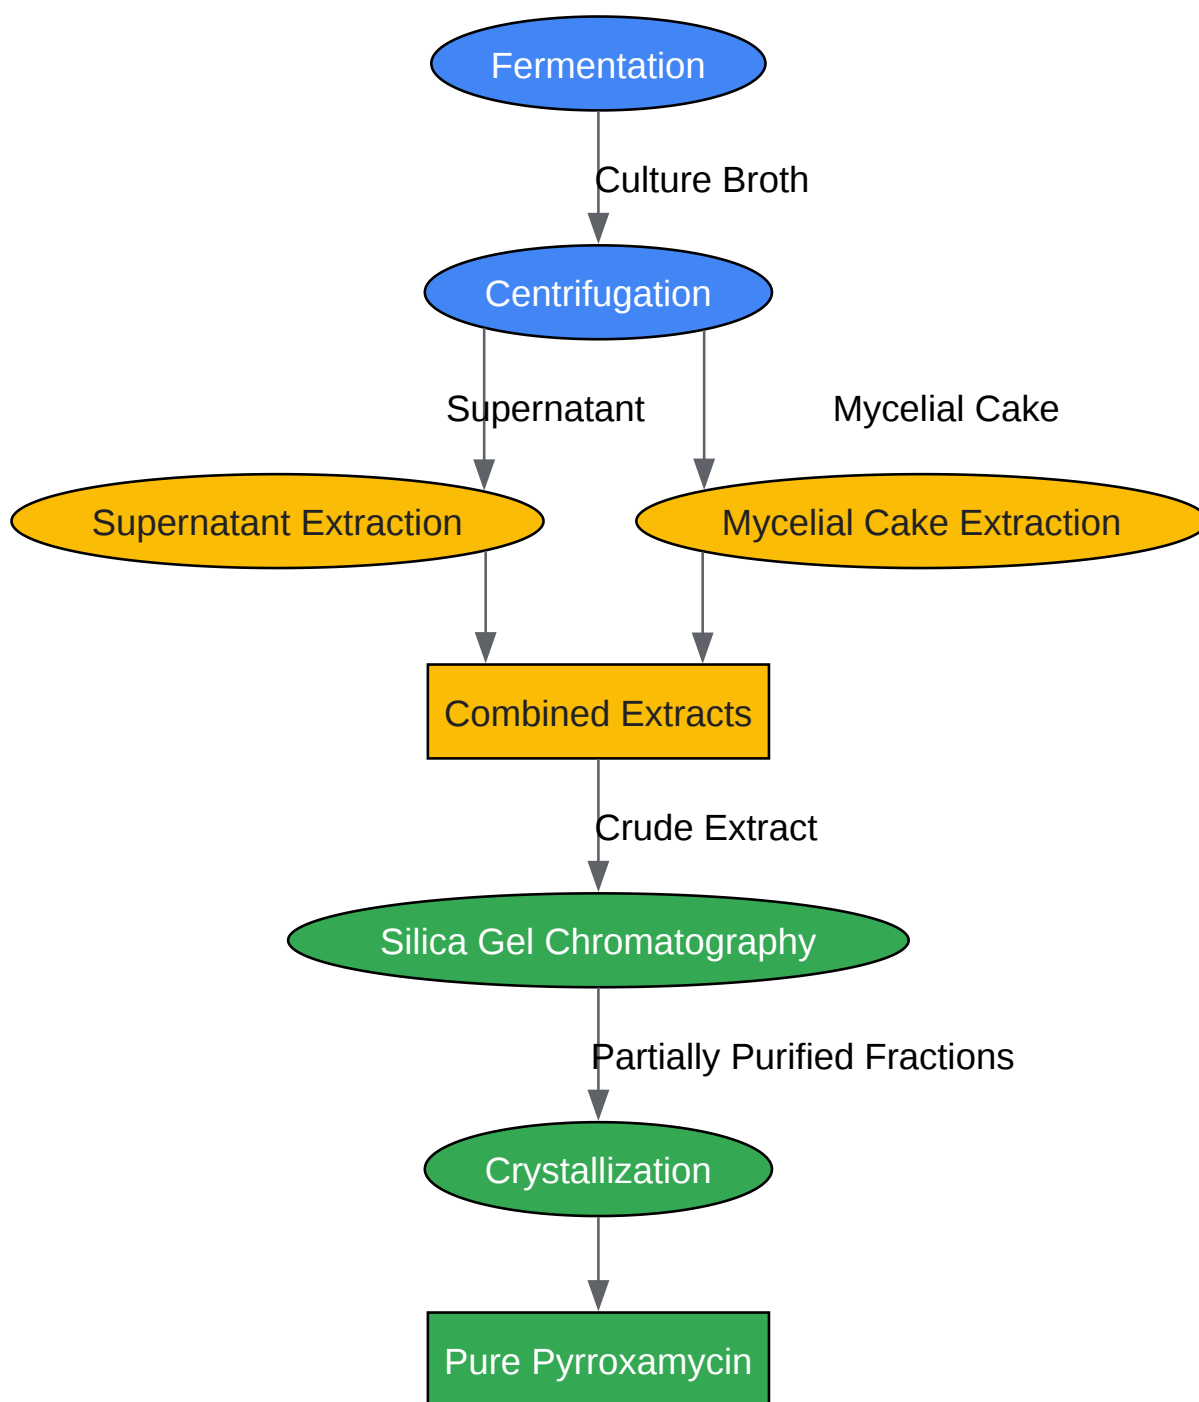 Fermentation
Culture Broth
Centrifugation
Supernatant
Mycelial Cake
Supernatant Extraction
Mycelial Cake Extraction
Combined Extracts
Crude Extract
Silica Gel Chromatography
Partially Purified Fractions
Crystallization
Pure Pyrroxamycin